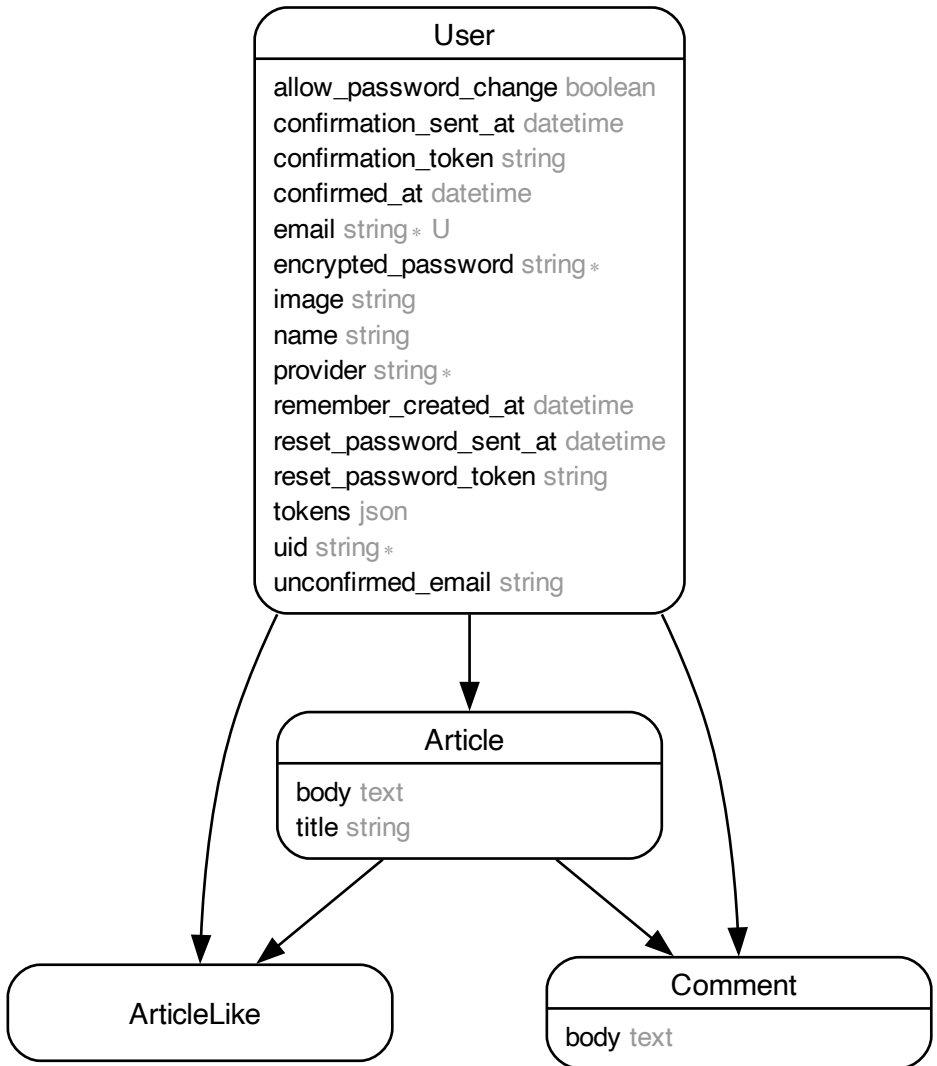 User
allow_password_change boolean
confirmation_sent_at datetime
confirmation_token string
confirmed_at datetime
email string∗ U
encrypted_password string∗
image string
name string
provider string∗
remember_created_at datetime
reset_password_sent_at datetime
reset_password_token string
tokens json
uid string∗
unconfirmed_email string
Article
body text
title string
ArticleLike
Comment
body text